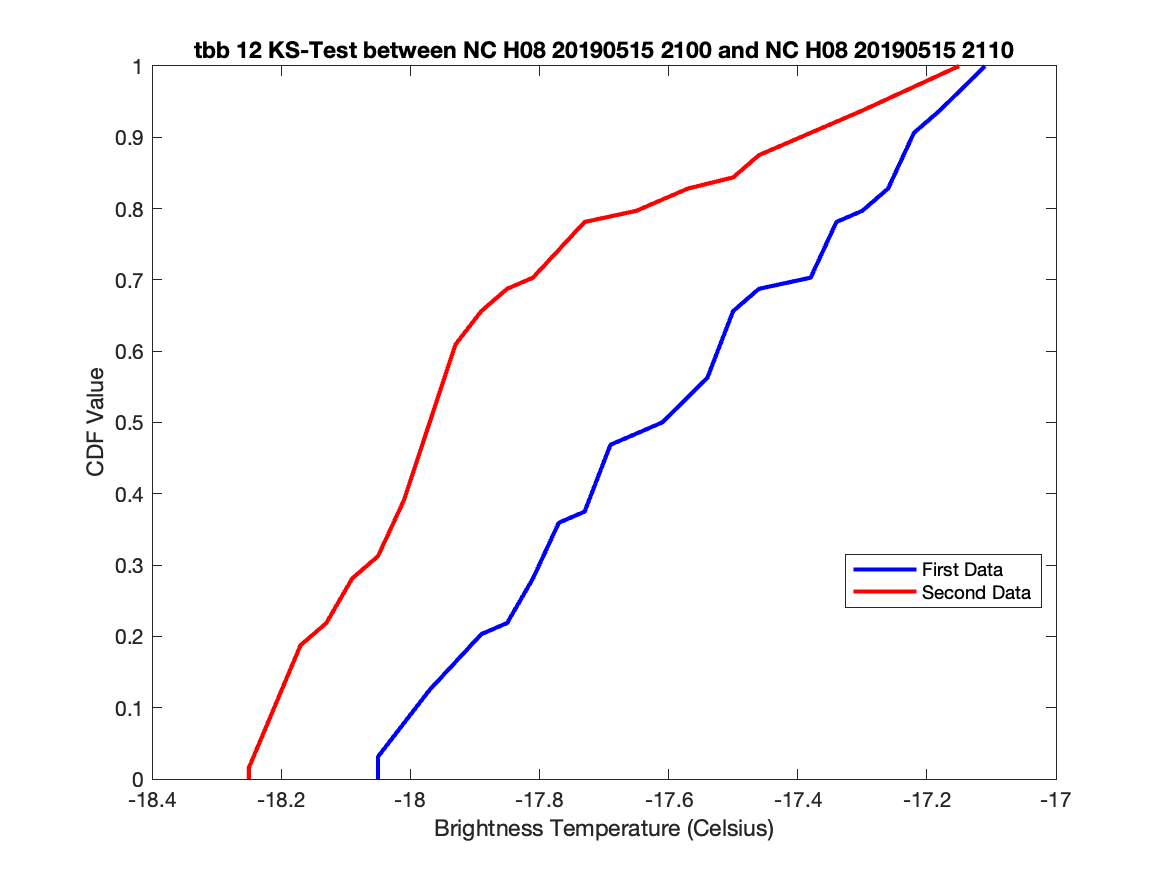 tbb 12 KS-Test between NC H08 20190515 2100 and NC H08 20190515 2110
1
0.9
0.8
0.7
0.6
0.5
0.4
0.3
0.2
0.1
0
CDF Value
First Data
Second Data
-18.4 -18.2 -18 -17.8 -17.6 -17.4 -17.2 -17
Brightness Temperature (Celsius)